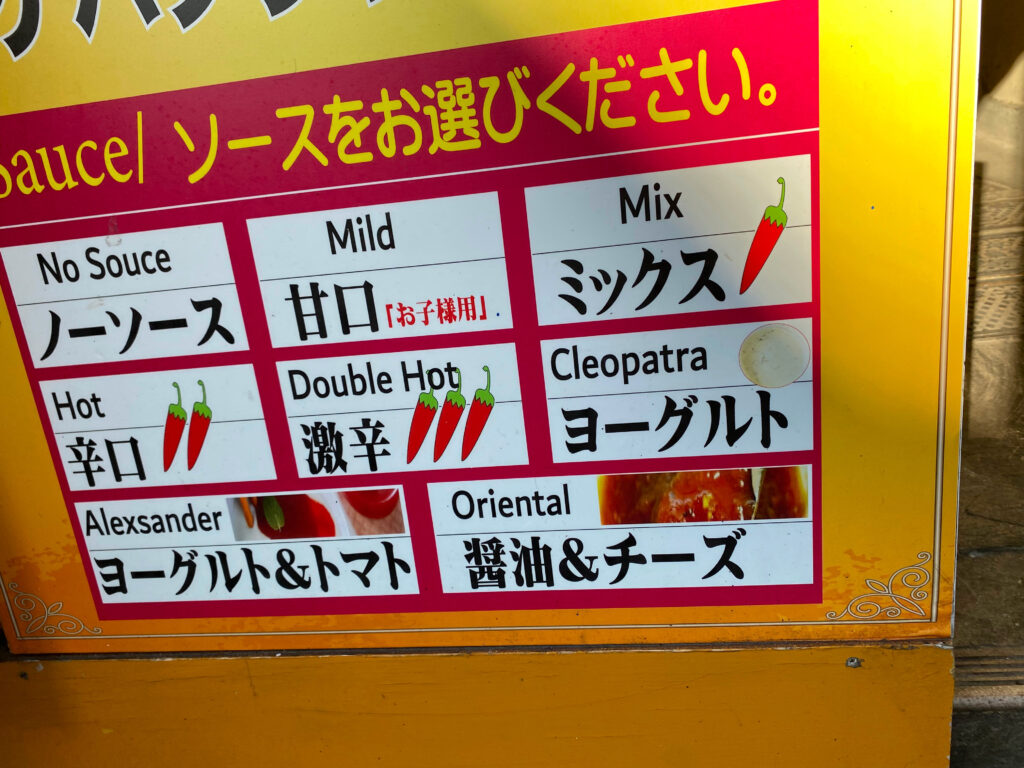 sauce/ ソースをお選びください。
No Souce
ノーソース
Mild
甘口「お子様用」
Mix
ミックス
Hot
辛口
Double Hot
激辛
Cleopatra
ヨーグルト
Alexsander
ヨーグルト&トマト
Oriental
醤油&チーズ